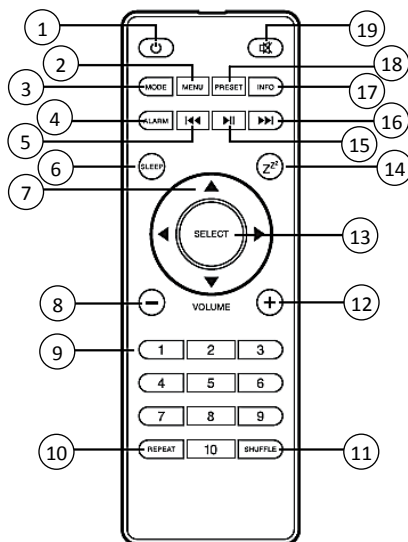 1 19
2 18
MODE MENU PRESET INFO
3 17
4 ALARM 16
5 15
6 SLEEP Zzz 14
7
SELECT 13
8 12
VOLUME
9 1 2 3
4 5 6
7 8 9
10 REPEAT 10 SHUFFLE 11